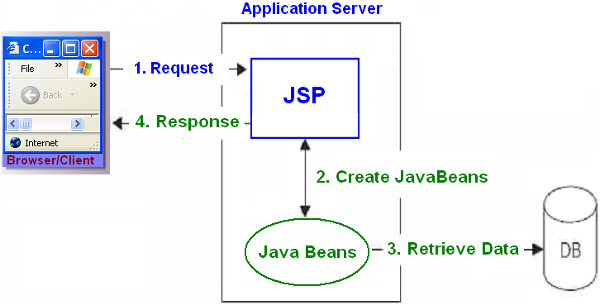 Application Server
C...
File
»
1. Request
Back
»
JSP
4. Response
Internet
Browser/Client
2. Create JavaBeans
Java Beans
3. Retrieve Data
DB